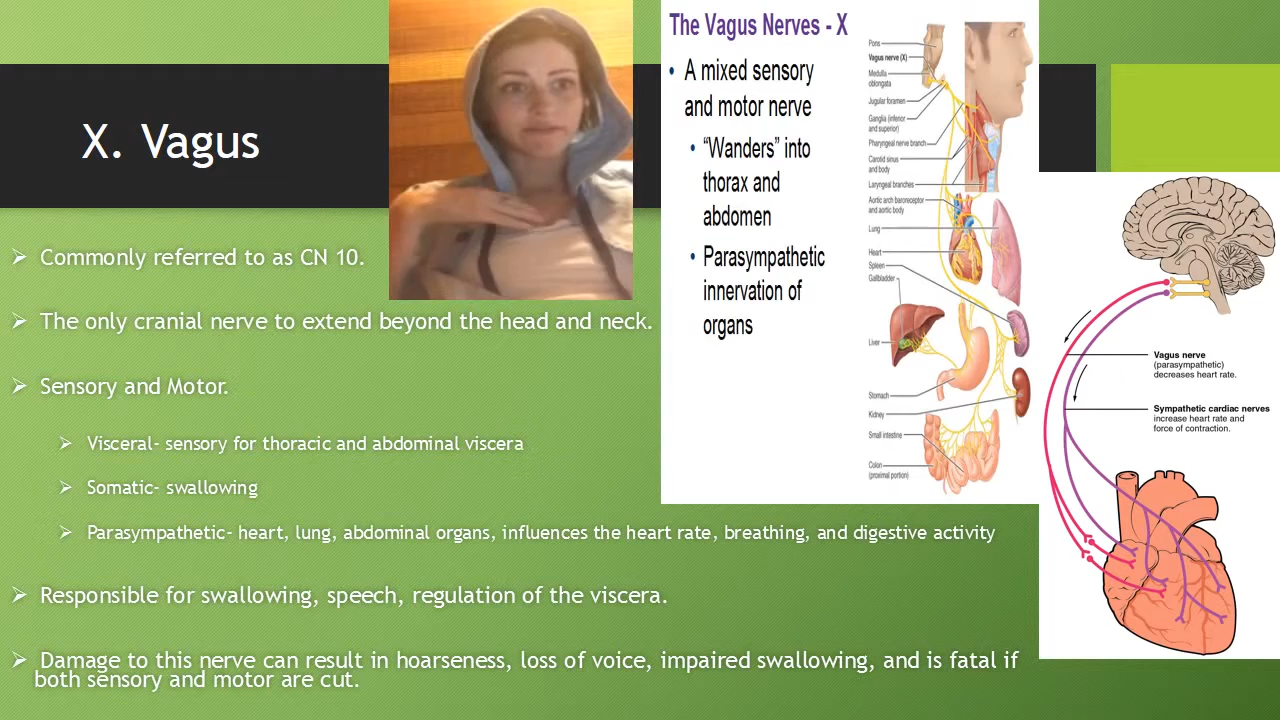 X. Vagus
Commonly referred to as CN 10.
The only cranial nerve to extend beyond the head and neck.
Sensory and Motor.
Visceral- sensory for thoracic and abdominal viscera
Somatic- swallowing
Parasympathetic- heart, lung, abdominal organs, influences the heart rate, breathing, and digestive activity
Responsible for swallowing, speech, regulation of the viscera.
Damage to this nerve can result in hoarseness, loss of voice, impaired swallowing, and is fatal if
both sensory and motor are cut.
The Vagus Nerves - X
• A mixed sensory
and motor nerve
• “Wanders” into
thorax and
abdomen
• Parasympathetic
innervation of
organs
Pons
Vagus nerve (X)
Medulla
oblongata
Jugular foramen
Ganglia (inferior
and superior)
Pharyngeal nerve branch
Carotid sinus
and body
Laryngeal branches
Aortic arch baroreceptor
and aortic body
Lung
Heart
Spleen
Gallbladder
Liver
Stomach
Kidney
Small intestine
Colon
(proximal portion)
Vagus nerve
(parasympathetic)
decreases heart rate.
Sympathetic cardiac nerves
increase heart rate and
force of contraction.